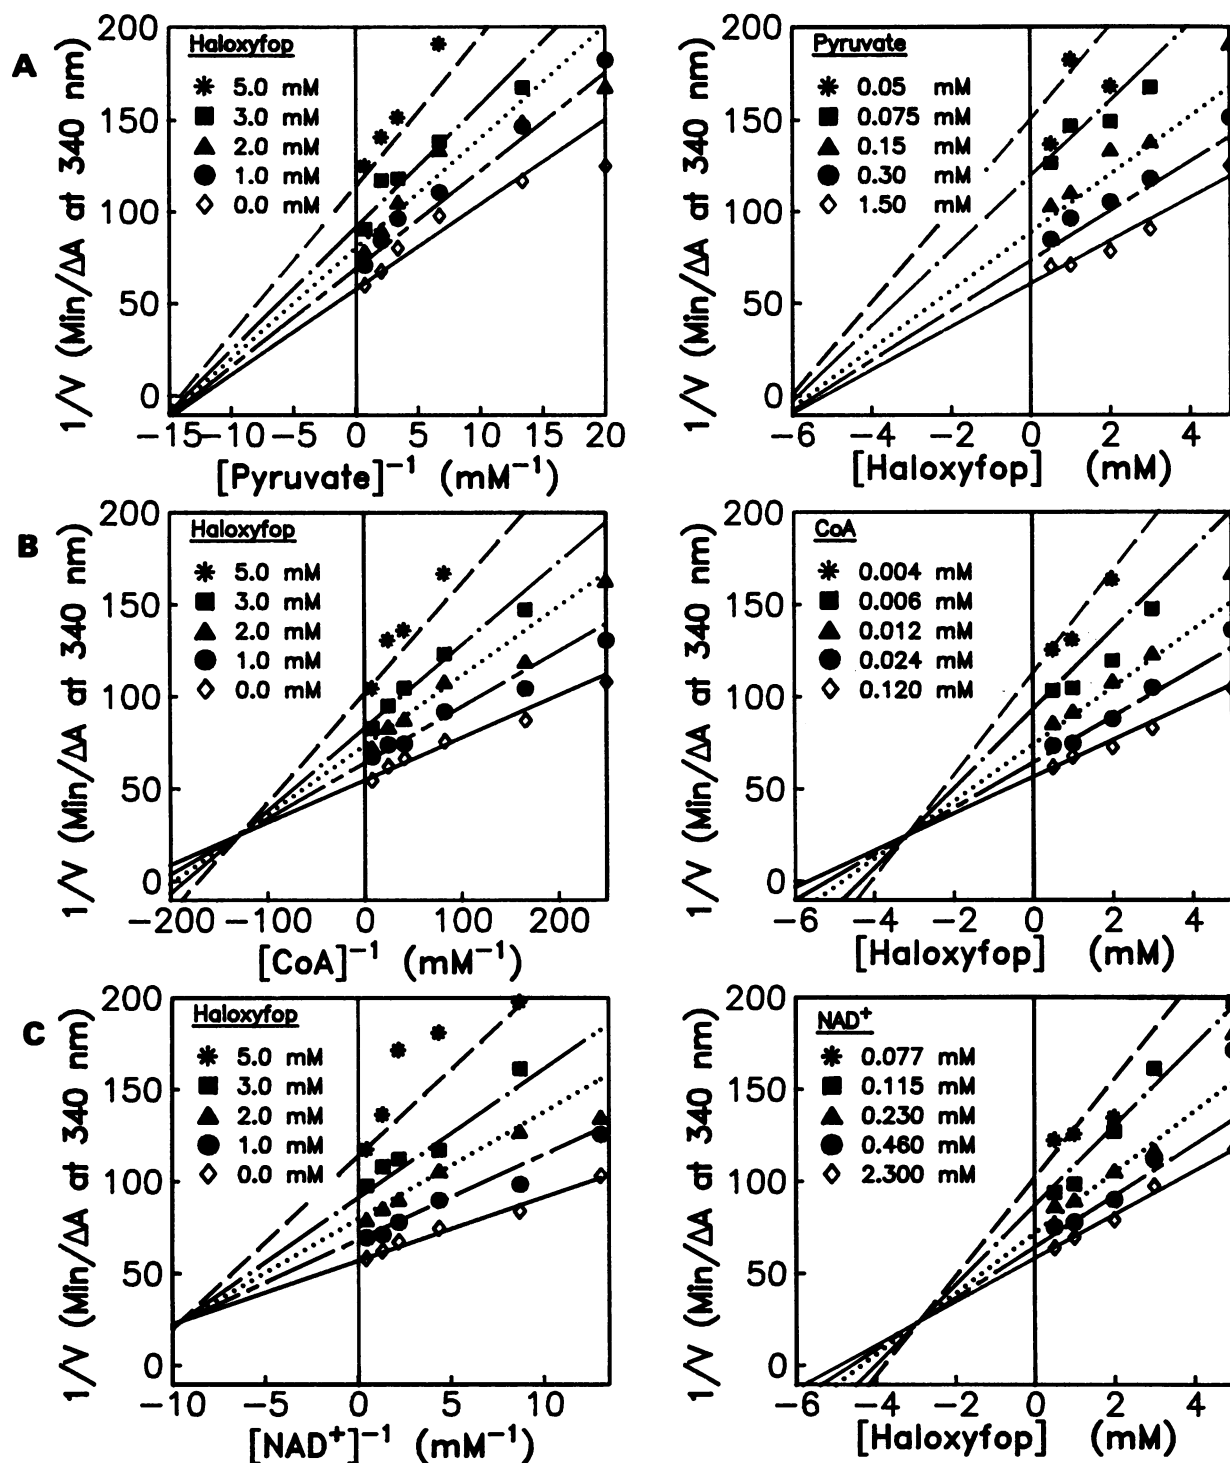 A
1/V (Min/ΔA at 340 nm)
200
150
100
50
0
Haloxyfop
5.0 mM
3.0 mM
2.0 mM
1.0 mM
0.0 mM
−15 −10 −5 0 5 10 15 20
[Pyruvate]⁻¹ (mM⁻¹)
1/V (Min/ΔA at 340 nm)
200
150
100
50
0
Pyruvate
0.05 mM
0.075 mM
0.15 mM
0.30 mM
1.50 mM
−6 −4 −2 0 2 4
[Haloxyfop] (mM)
B
1/V (Min/ΔA at 340 nm)
200
150
100
50
0
Haloxyfop
5.0 mM
3.0 mM
2.0 mM
1.0 mM
0.0 mM
−200 −100 0 100 200
[CoA]⁻¹ (mM⁻¹)
1/V (Min/ΔA at 340 nm)
200
150
100
50
0
CoA
0.004 mM
0.006 mM
0.012 mM
0.024 mM
0.120 mM
−6 −4 −2 0 2 4
[Haloxyfop] (mM)
C
1/V (Min/ΔA at 340 nm)
200
150
100
50
0
Haloxyfop
5.0 mM
3.0 mM
2.0 mM
1.0 mM
0.0 mM
−10 −5 0 5 10
[NAD⁺]⁻¹ (mM⁻¹)
1/V (Min/ΔA at 340 nm)
200
150
100
50
0
NAD⁺
0.077 mM
0.115 mM
0.230 mM
0.460 mM
2.300 mM
−6 −4 −2 0 2 4
[Haloxyfop] (mM)